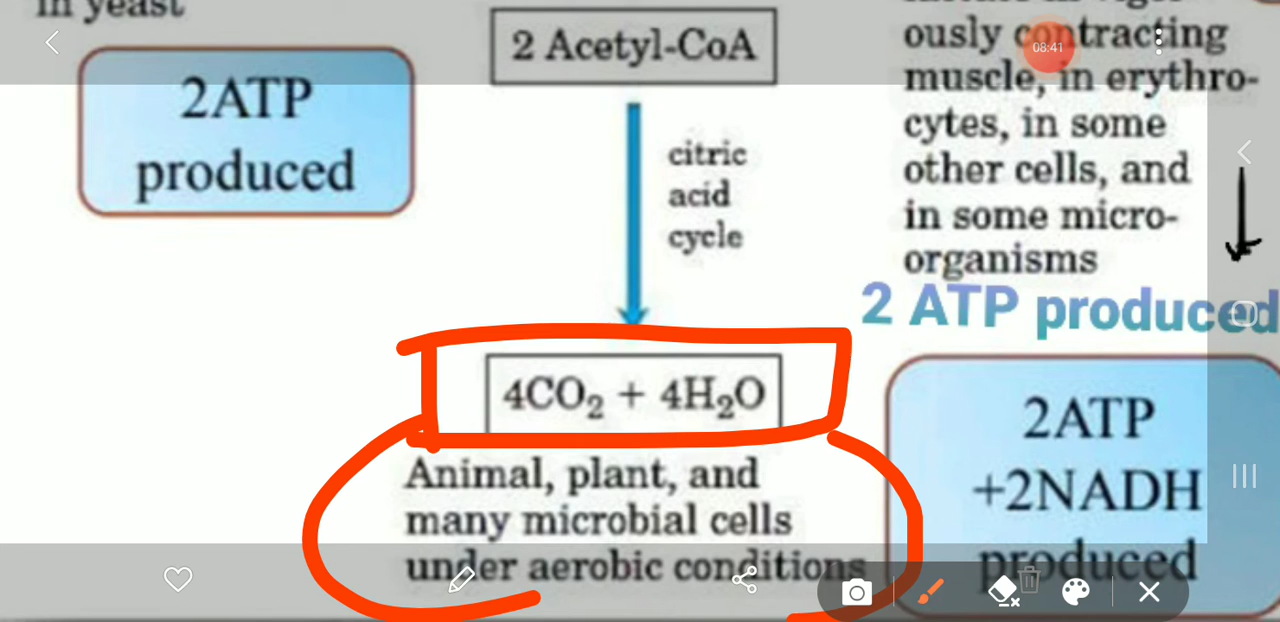 in yeast
2ATP
produced
2 Acetyl-CoA
citric
acid
cycle
4CO₂ + 4H₂O
Animal, plant, and
many microbial cells
under aerobic conditions
ously contracting
muscle, in erythro-
cytes, in some
other cells, and
in some micro-
organisms
2 ATP produced
2ATP
+2NADH
produced
08:41